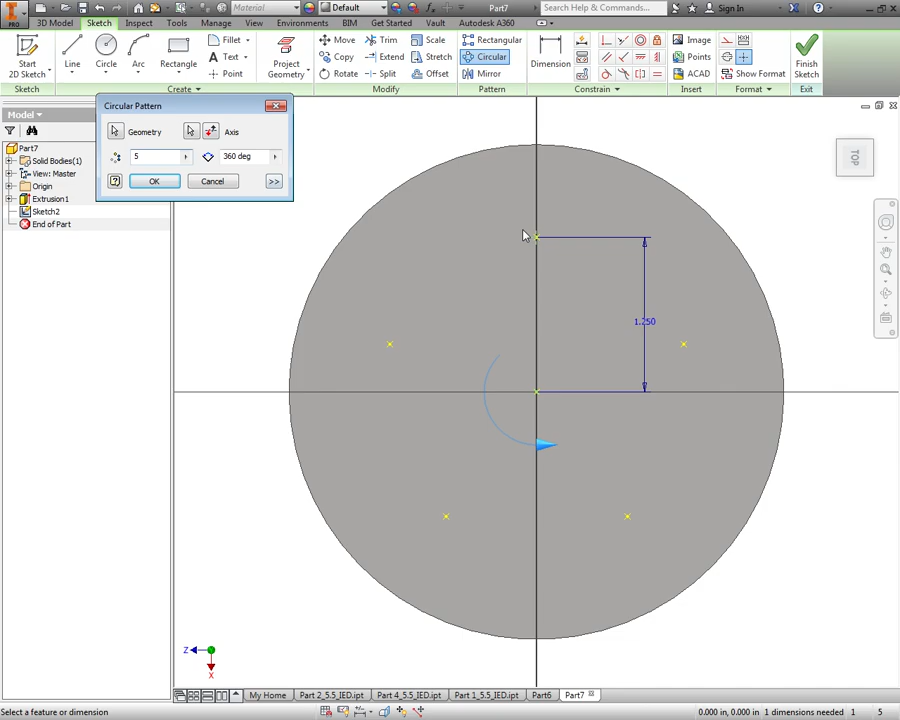 PRO
Material
Default
Part7
Search Help & Commands...
Sign In
3D Model
Sketch
Inspect
Tools
Manage
View
Environments
BIM
Get Started
Vault
Autodesk A360
Start
2D Sketch
Line
Circle
Arc
Rectangle
Fillet
Text
Point
Project
Geometry
Move
Copy
Rotate
Trim
Extend
Split
Scale
Stretch
Offset
Rectangular
Circular
Mirror
Dimension
Image
Points
ACAD
Show Format
Finish
Sketch
Sketch
Create
Modify
Pattern
Constrain
Insert
Format
Exit
Model
Part7
Solid Bodies(1)
View: Master
Origin
Extrusion1
Sketch2
End of Part
Circular Pattern
Geometry
Axis
5
360 deg
OK
Cancel
>>
TOP
1.250
Z
X
My Home
Part 2_5.5_IED.ipt
Part 4_5.5_IED.ipt
Part 1_5.5_IED.ipt
Part6
Part7
Select a feature or dimension
0.000 in, 0.000 in 1 dimensions needed 1 5